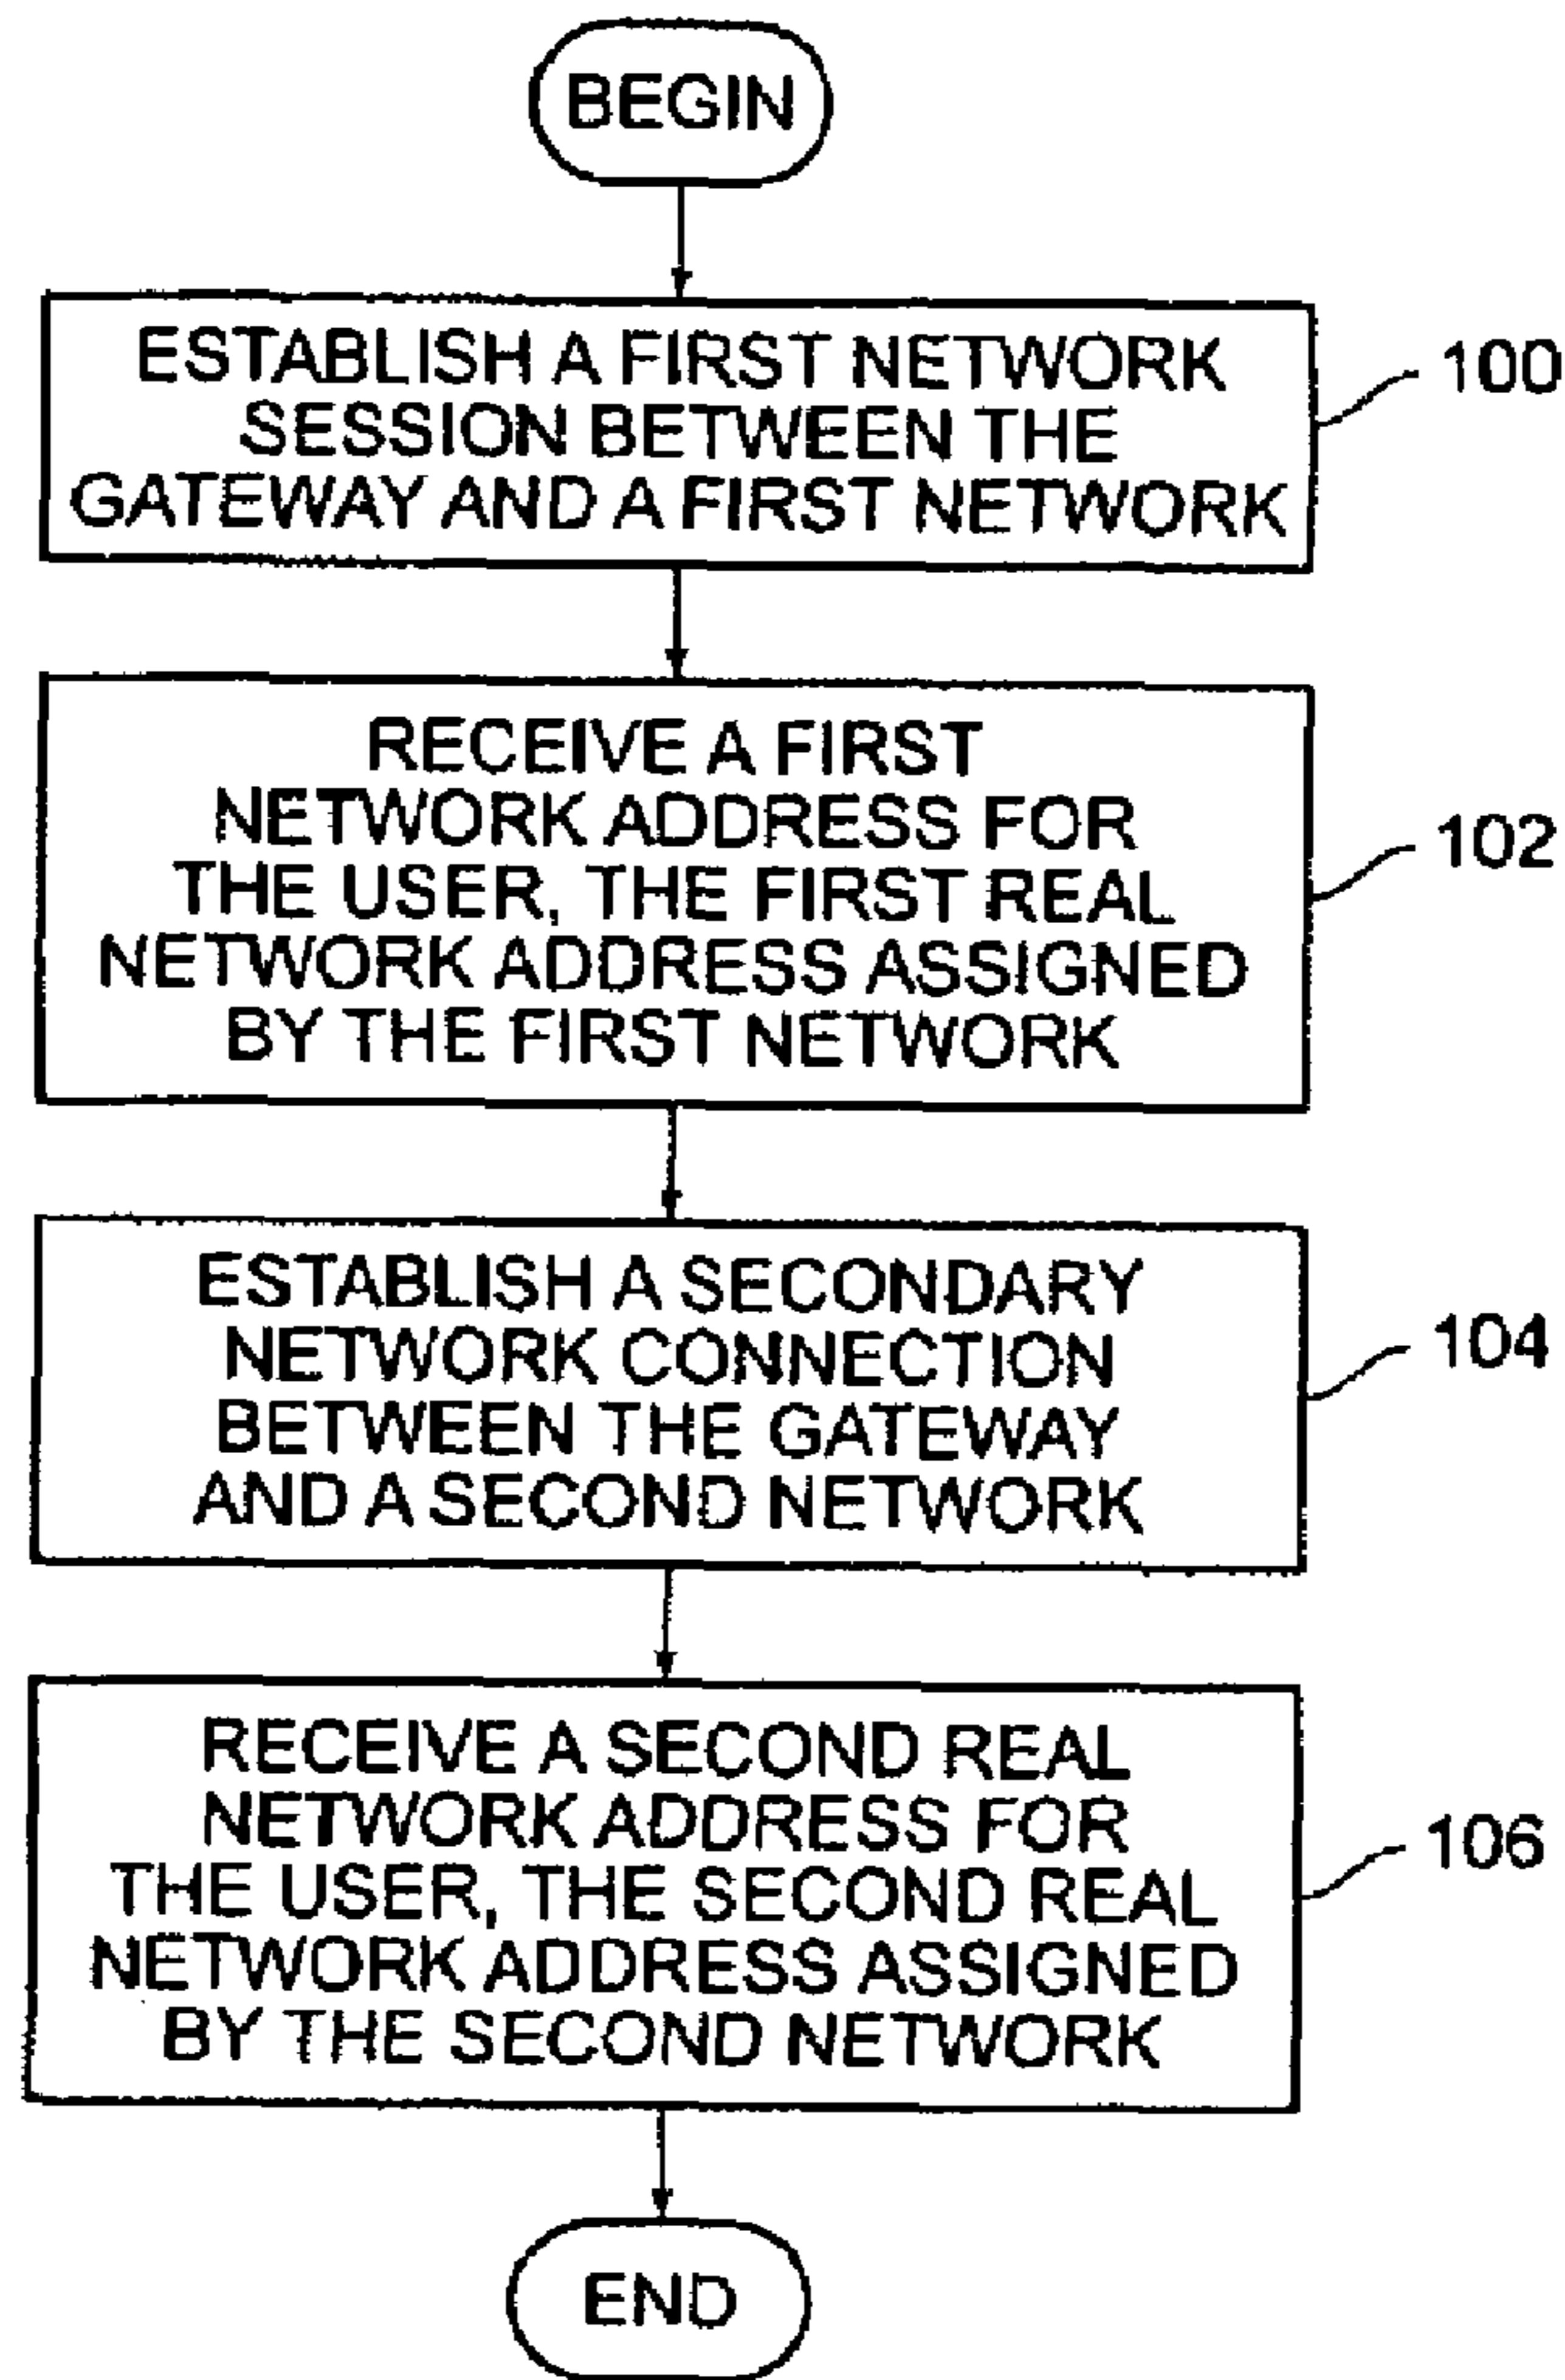 BEGIN
ESTABLISH A FIRST NETWORK
SESSION BETWEEN THE
GATEWAY AND A FIRST NETWORK
100
RECEIVE A FIRST
NETWORK ADDRESS FOR
THE USER, THE FIRST REAL
NETWORK ADDRESS ASSIGNED
BY THE FIRST NETWORK
102
ESTABLISH A SECONDARY
NETWORK CONNECTION
BETWEEN THE GATEWAY
AND A SECOND NETWORK
104
RECEIVE A SECOND REAL
NETWORK ADDRESS FOR
THE USER, THE SECOND REAL
NETWORK ADDRESS ASSIGNED
BY THE SECOND NETWORK
106
END